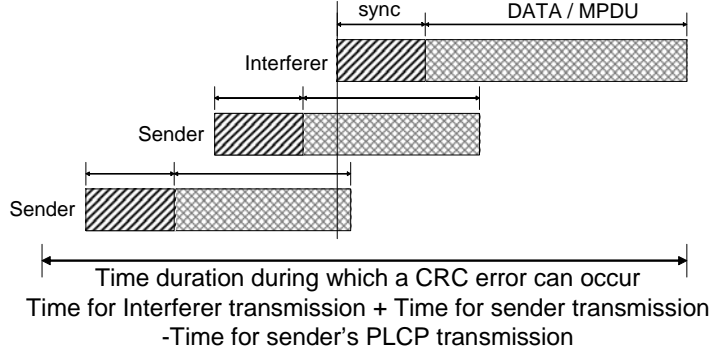 sync DATA / MPDU
Interferer
Sender
Sender
Time duration during which a CRC error can occur
Time for Interferer transmission + Time for sender transmission
-Time for sender's PLCP transmission